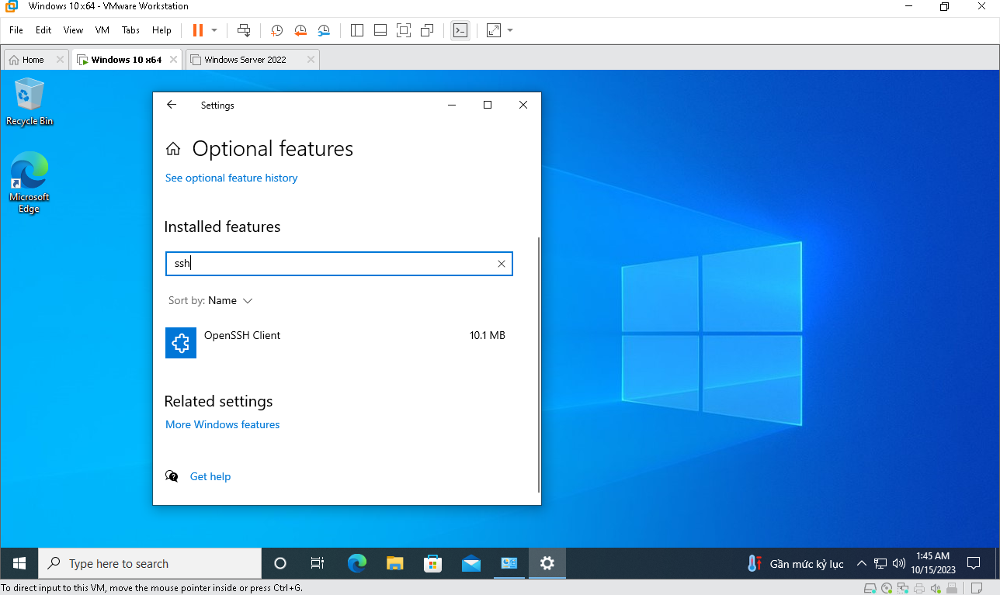 Windows 10 x64 - VMware Workstation
File Edit View VM Tabs Help
Home Windows 10 x64 Windows Server 2022
Recycle Bin
Microsoft
Edge
Settings
Optional features
See optional feature history
Installed features
ssh
Sort by: Name
OpenSSH Client 10.1 MB
Related settings
More Windows features
Get help
Type here to search
Gần mức kỷ lục
1:45 AM
10/15/2023
To direct input to this VM, move the mouse pointer inside or press Ctrl+G.